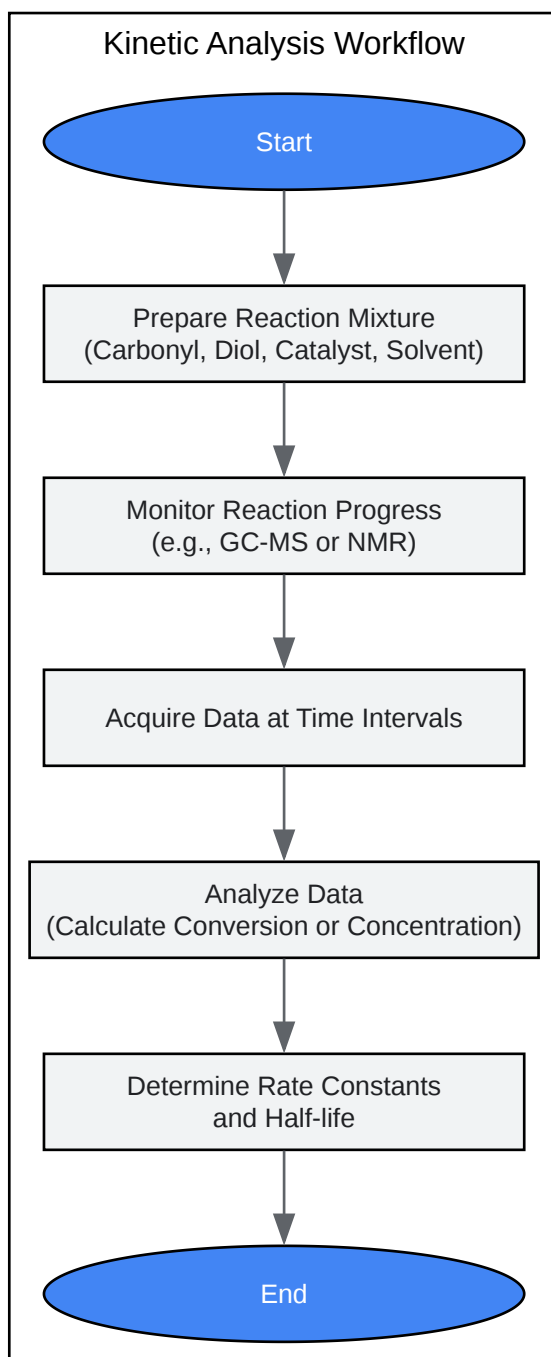 Kinetic Analysis Workflow
Start
Prepare Reaction Mixture
(Carbonyl, Diol, Catalyst, Solvent)
Monitor Reaction Progress
(e.g., GC-MS or NMR)
Acquire Data at Time Intervals
Analyze Data
(Calculate Conversion or Concentration)
Determine Rate Constants
and Half-life
End